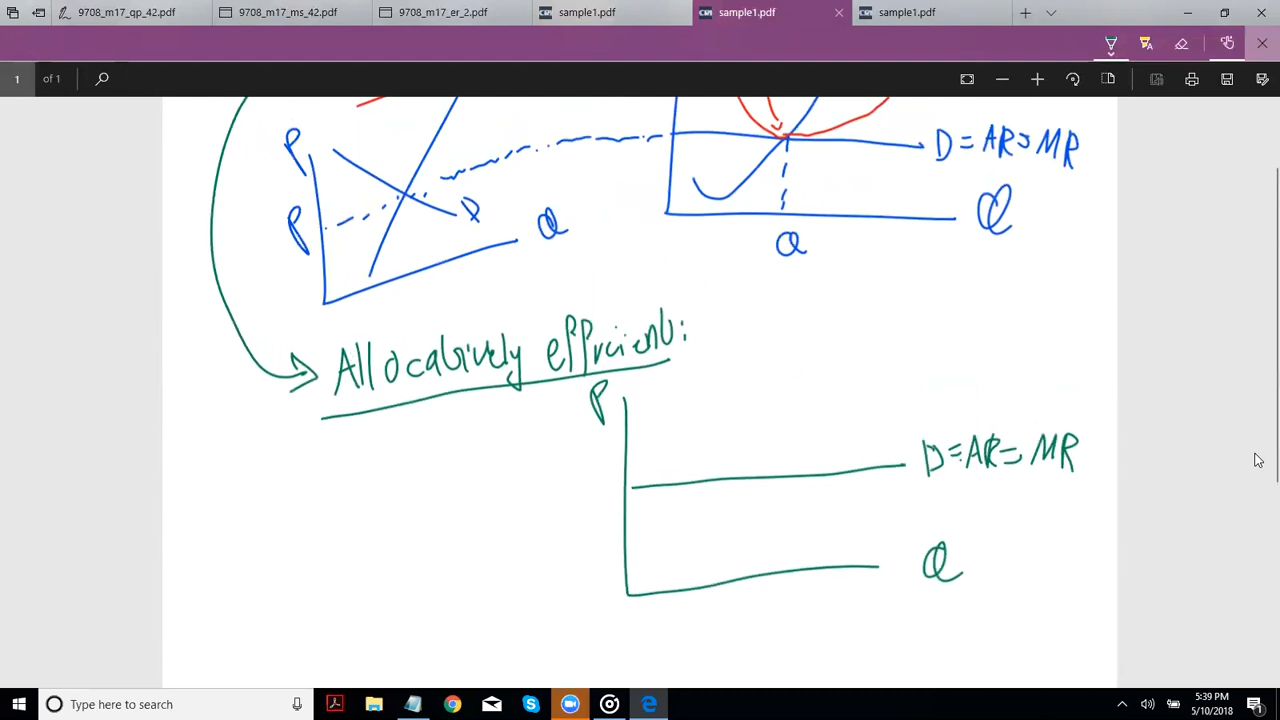 9708_m17_qp_42.pdf
9708_m17_ms_42.pdf
9708_m17_er_2.pdf
sample1.pdf
sample1.pdf
sample1.pdf
1 of 1
P
P
D
Q
D = AR = MR
Q
Q
Allocatively efficient:
P
D = AR = MR
Q
Type here to search
5:39 PM
5/10/2018